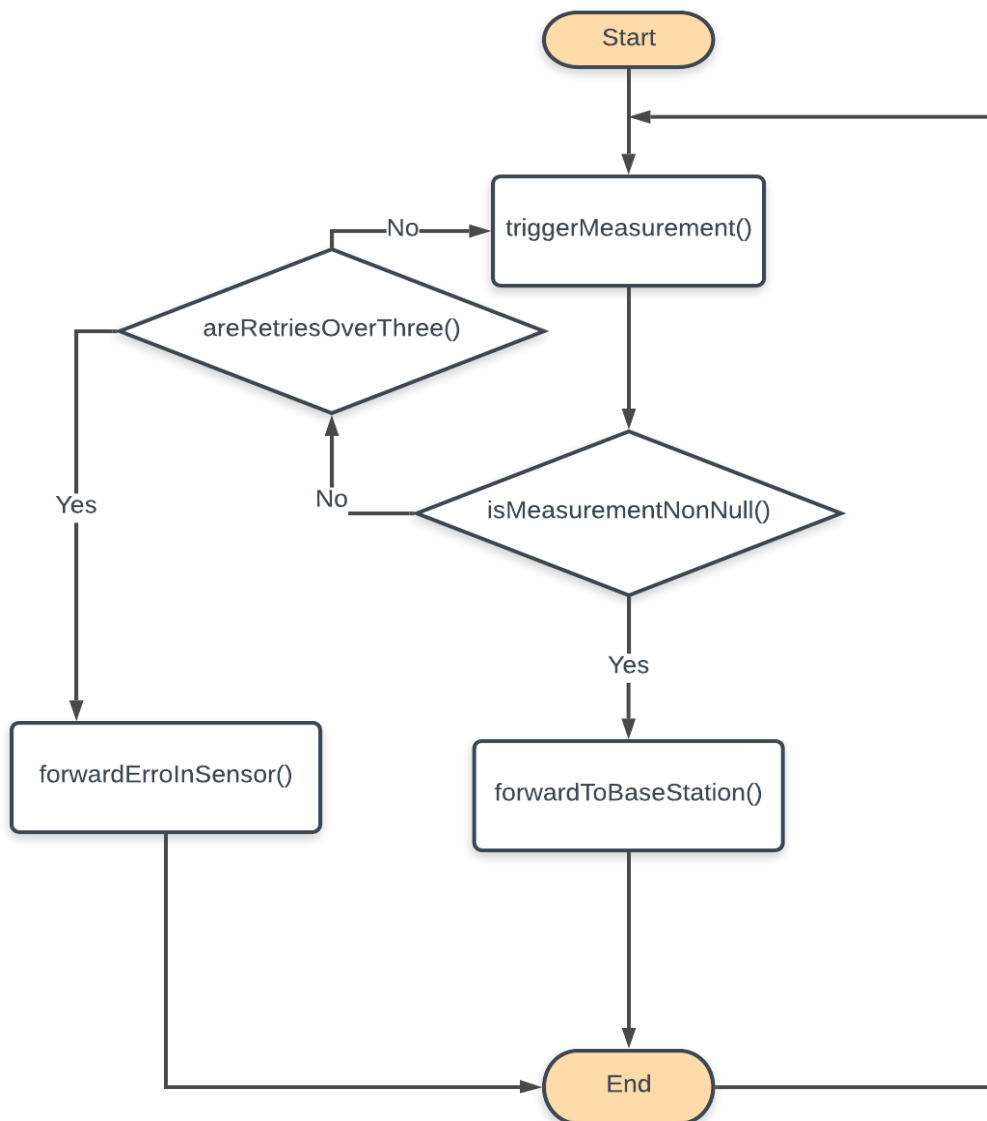 Start
triggerMeasurement()
No
areRetriesOverThree()
isMeasurementNonNull()
No
Yes
Yes
forwardErroInSensor()
forwardToBaseStation()
End